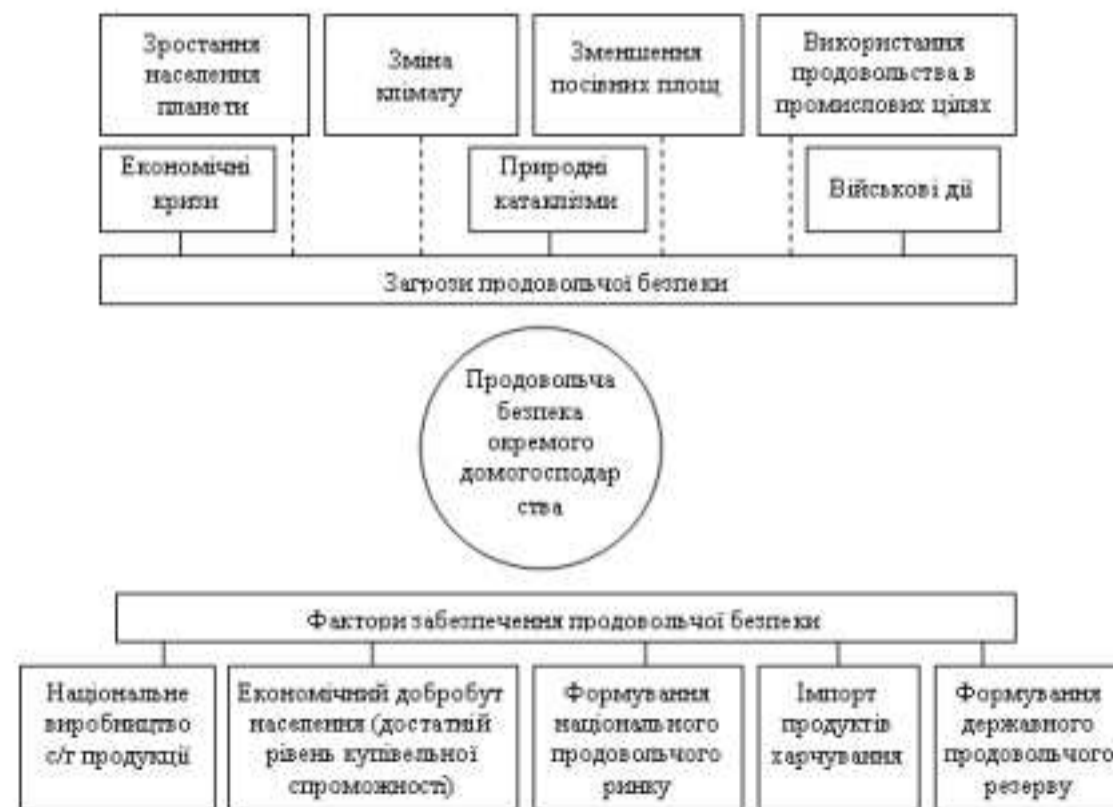 Зростання
населення
планети
Зміна
клімату
Зменшення
посівних площ
Використання
продовольства в
промислових цілях
Економічні
кризи
Природні
катаклізми
Військові дії
Загрози продовольчої безпеки
Продовольча
безпека
окремого
домогосподар
ства
Фактори забезпечення продовольчої безпеки
Національне
виробництво
с/г продукції
Економічний добробут
населення (достатній
рівень купівельної
спроможності)
Формування
національного
продовольчого
ринку
Імпорт
продуктів
харчування
Формування
державного
продовольчого
резерву